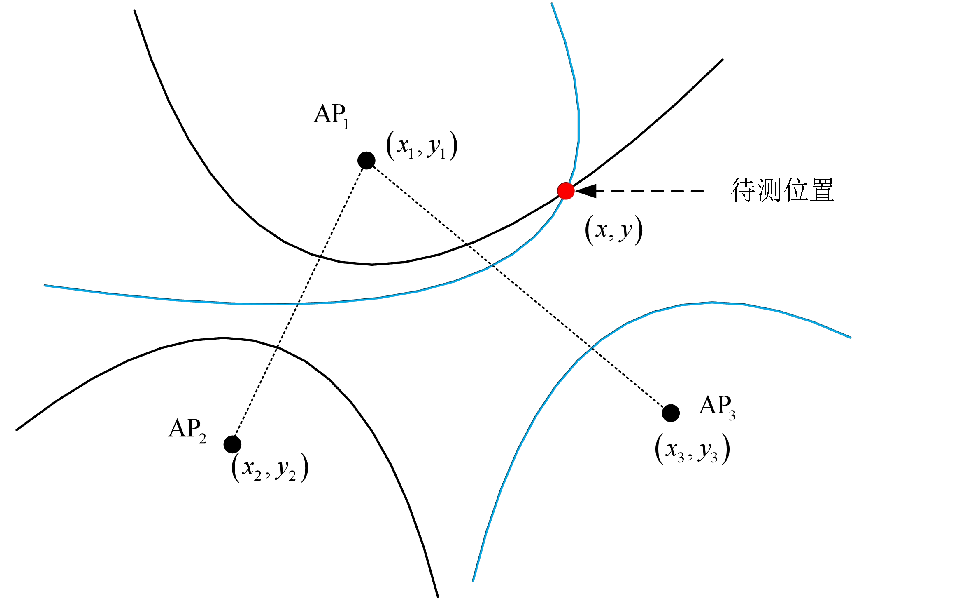 AP₁
(x₁, y₁)
待测位置
(x, y)
AP₂
(x₂, y₂)
AP₃
(x₃, y₃)